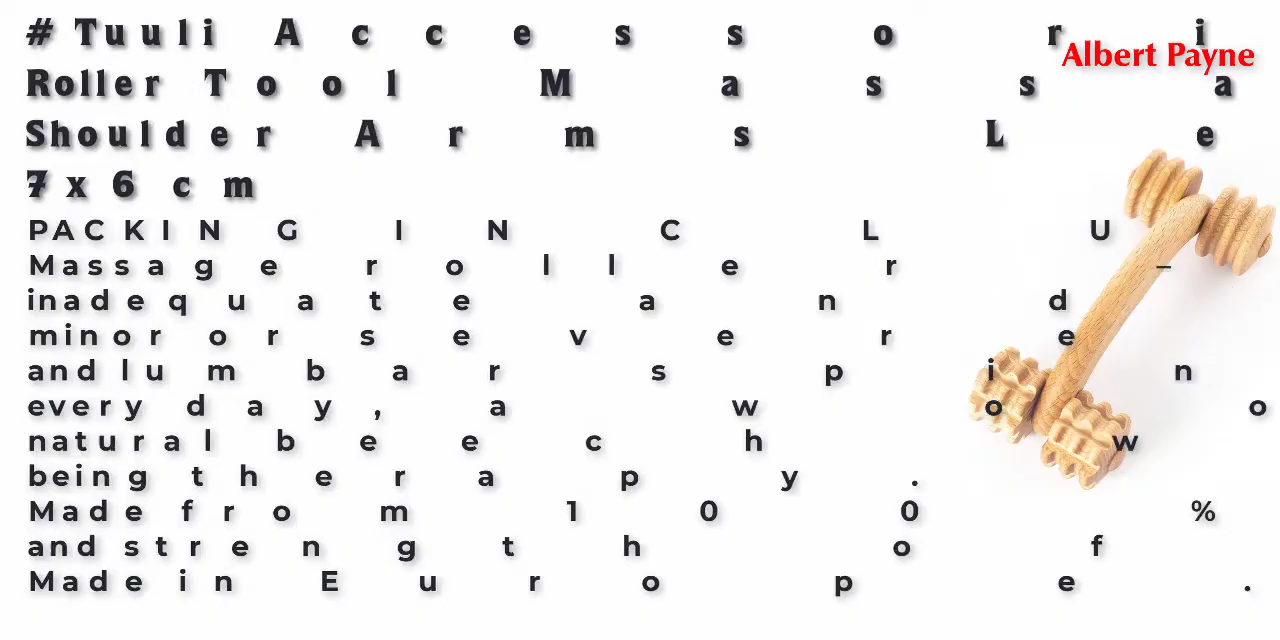 # Tuuli Accessori
Albert Payne
Roller Tool Massa
Shoulder Arms Le
7x6 cm
PACKING INCLU
Massage roller –
inadequate and
minor or severe
and lumbar spin
every day, a woo
natural beech w
being therapy.
Made from 100%
and strength of
Made in Europe.